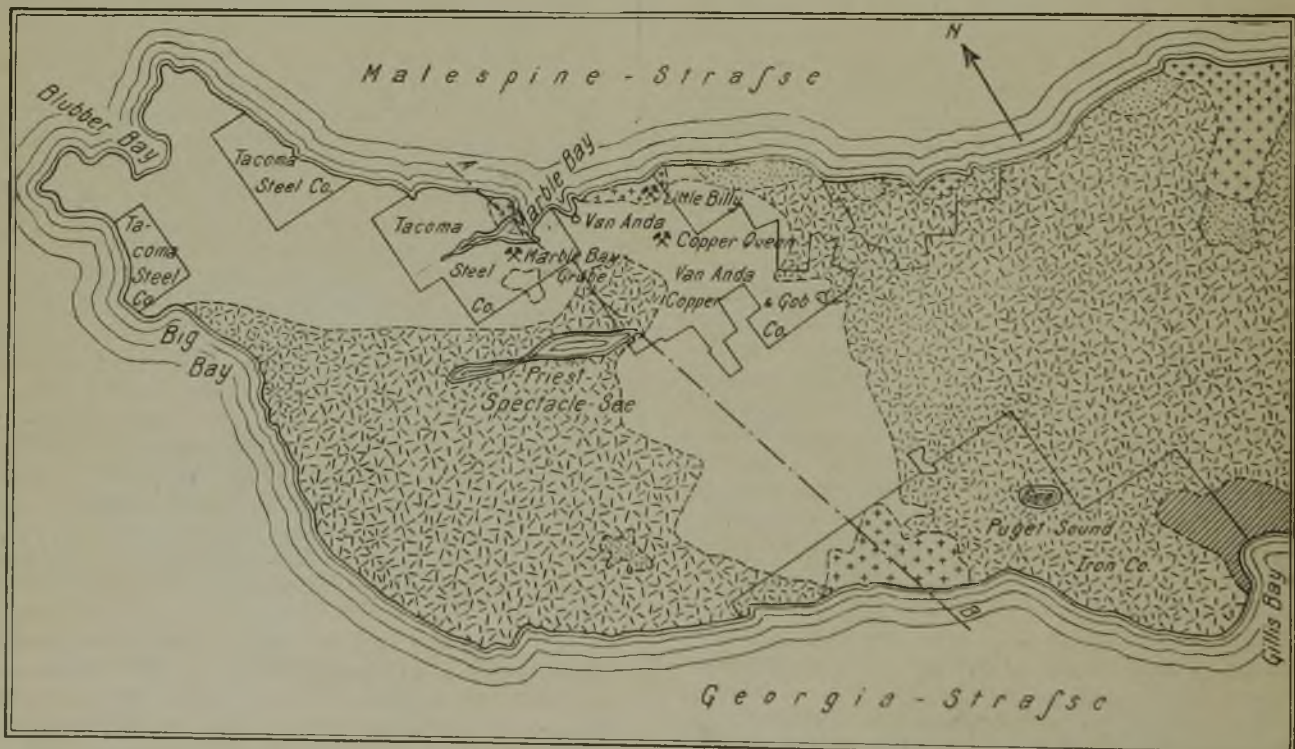 N
Malespine - Straſse
Blubber Bay
Tacoma
Steel Co.
Marble Bay
Tacoma
Steel
Co.
Ta-
coma
Steel
Co.
Little Billy
Van Anda
Copper Queen
Marble Bay
Grube
Van Anda
Copper & Gob
Co.
A
Big
Bay
Priest
Spectacle-See
See
Puget Sound
Iron Co.
B
Gillis Bay
Georgia - Straſse